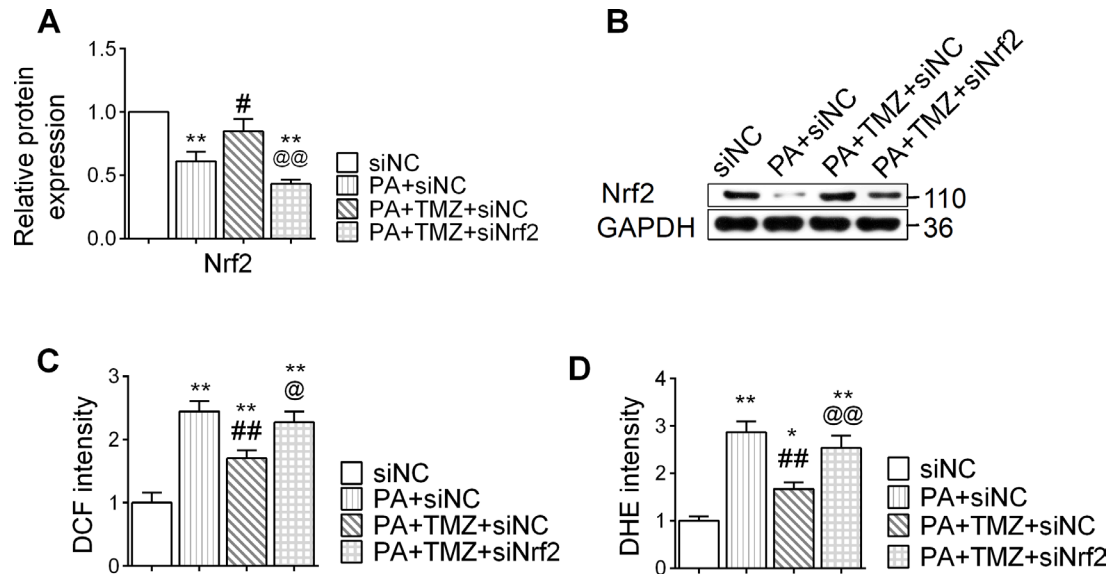 A
Relative protein
expression
1.5
1.0
0.5
0.0
**
#
**
@@
Nrf2
siNC
PA+siNC
PA+TMZ+siNC
PA+TMZ+siNrf2
B
siNC
PA+siNC
PA+TMZ+siNC
PA+TMZ+siNrf2
Nrf2
110
GAPDH
36
C
DCF intensity
3
2
1
0
**
**
##
**
@
siNC
PA+siNC
PA+TMZ+siNC
PA+TMZ+siNrf2
D
DHE intensity
4
3
2
1
0
**
*
##
**
@@
siNC
PA+siNC
PA+TMZ+siNC
PA+TMZ+siNrf2